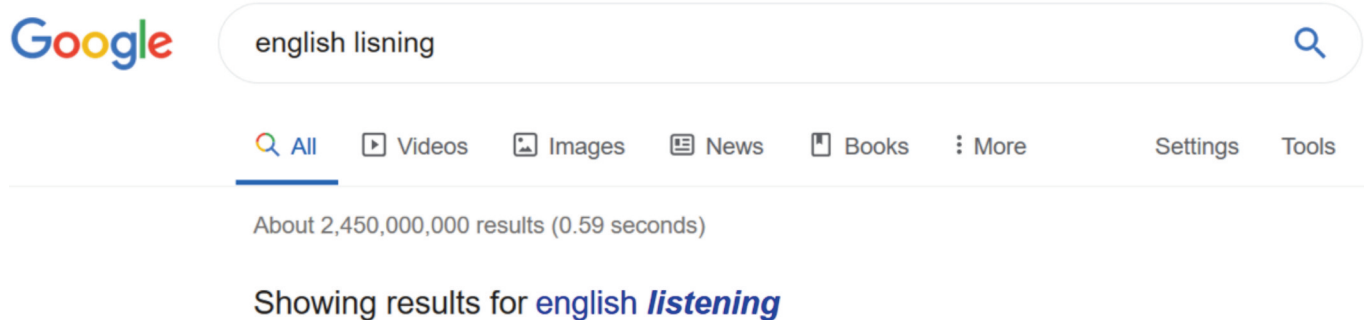 Google english lisning
All Videos Images News Books More Settings Tools
About 2,450,000,000 results (0.59 seconds)
Showing results for english listening